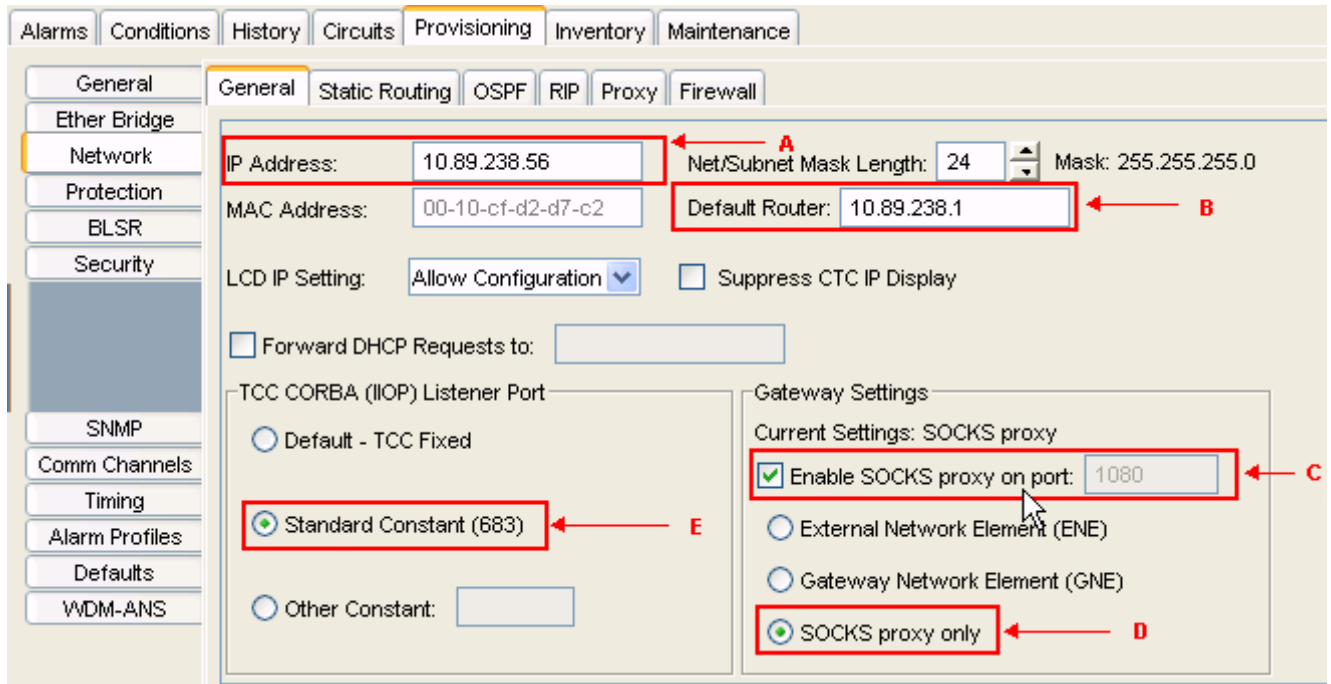 Alarms Conditions History Circuits Provisioning Inventory Maintenance
General
Ether Bridge
Network
Protection
BLSR
Security
SNMP
Comm Channels
Timing
Alarm Profiles
Defaults
WDM-ANS
General Static Routing OSPF RIP Proxy Firewall
IP Address: 10.89.238.56 A Net/Subnet Mask Length: 24 Mask: 255.255.255.0
MAC Address: 00-10-cf-d2-d7-c2 Default Router: 10.89.238.1 B
LCD IP Setting: Allow Configuration Suppress CTC IP Display
Forward DHCP Requests to:
TCC CORBA (IIOP) Listener Port
Default - TCC Fixed
Standard Constant (683) E
Other Constant:
Gateway Settings
Current Settings: SOCKS proxy
Enable SOCKS proxy on port: 1080 C
External Network Element (ENE)
Gateway Network Element (GNE)
SOCKS proxy only D